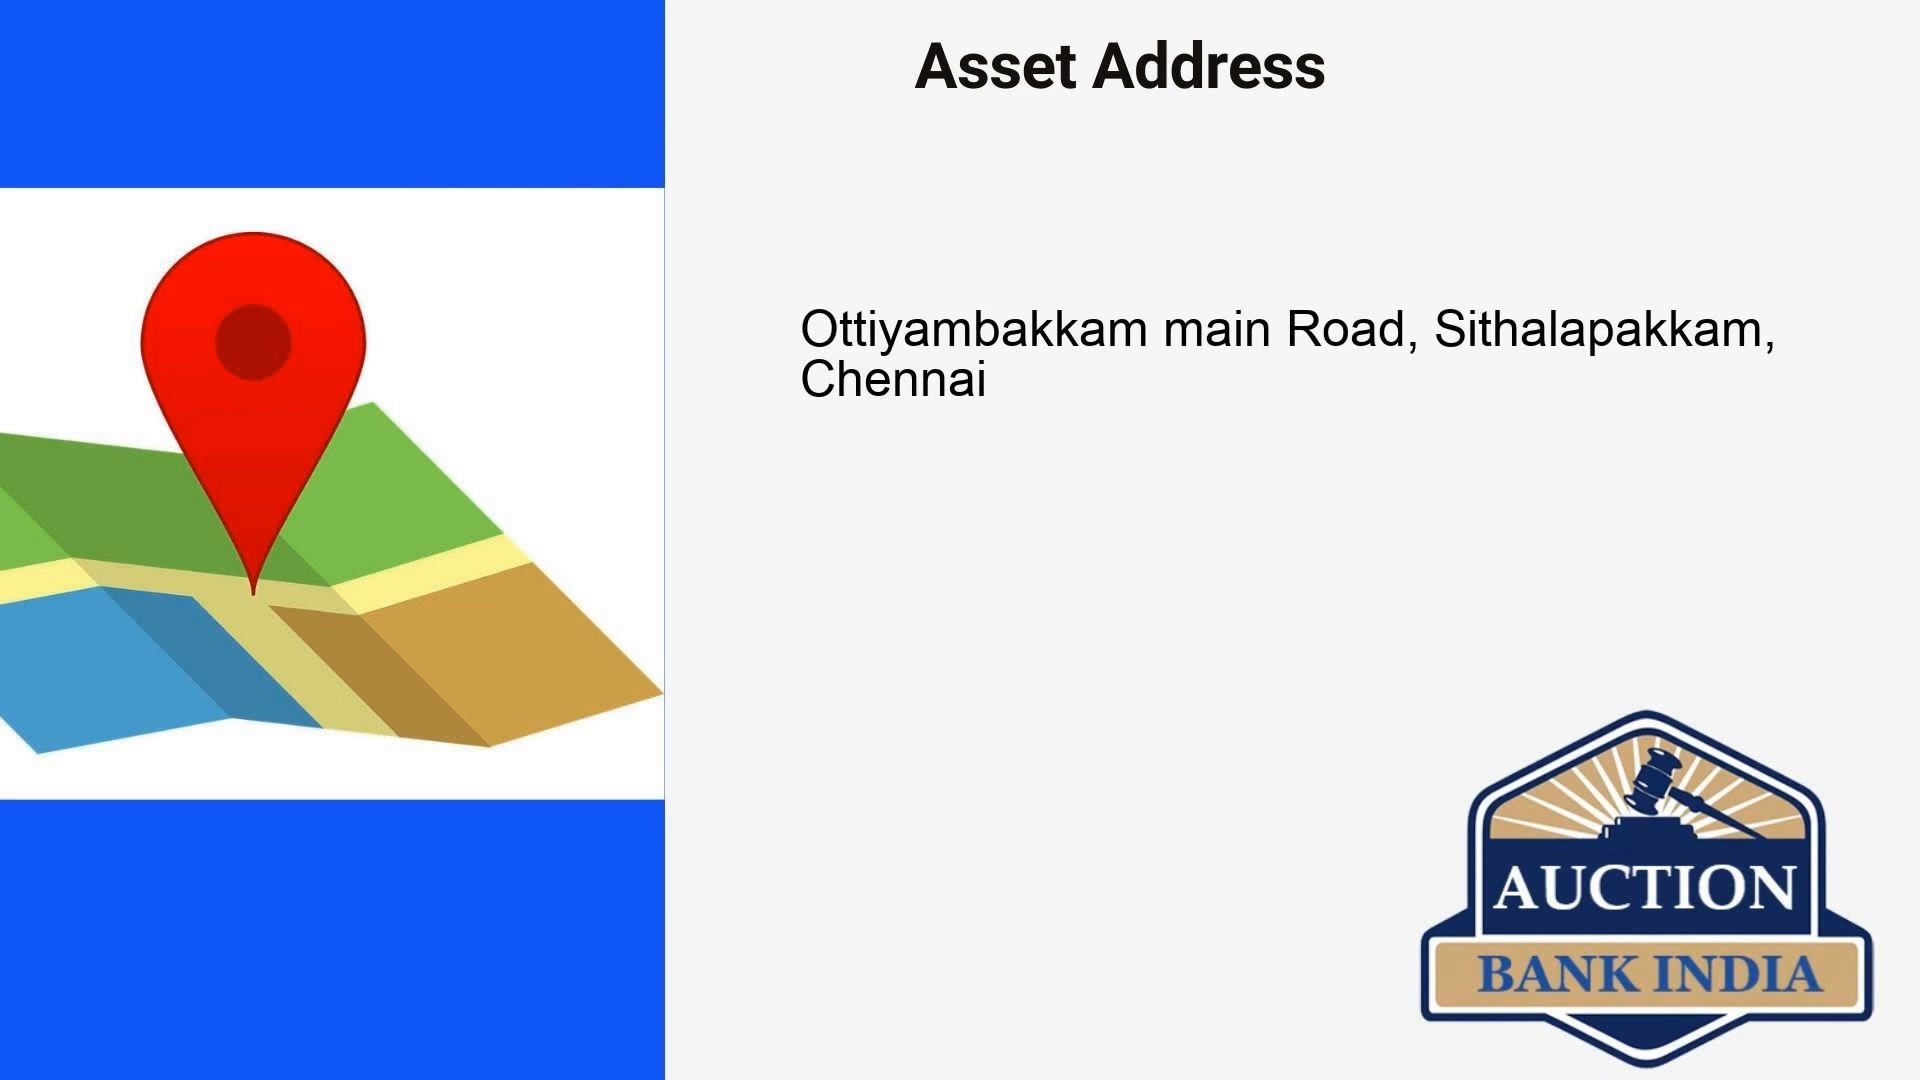 Asset Address
Ottiyambakkam main Road, Sithalapakkam,
Chennai
AUCTION
BANK INDIA